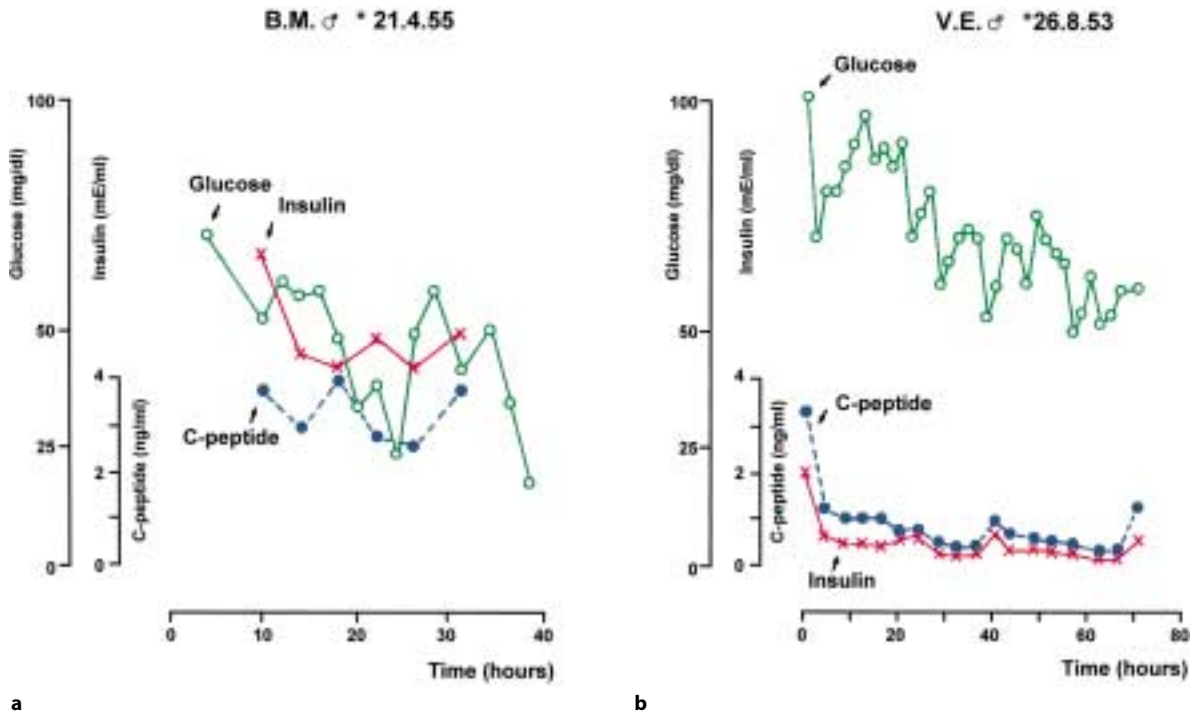 B.M. ♂ * 21.4.55
100
50
25
0
Glucose (mg/dl)
Insulin (mE/ml)
4
2
0
C-peptide (ng/ml)
Glucose
Insulin
C-peptide
0 10 20 30 40
Time (hours)
a
V.E. ♂ *26.8.53
100
50
25
0
Glucose (mg/dl)
Insulin (mE/ml)
4
2
0
C-peptide (ng/ml)
Glucose
C-peptide
Insulin
0 20 40 60 80
Time (hours)
b